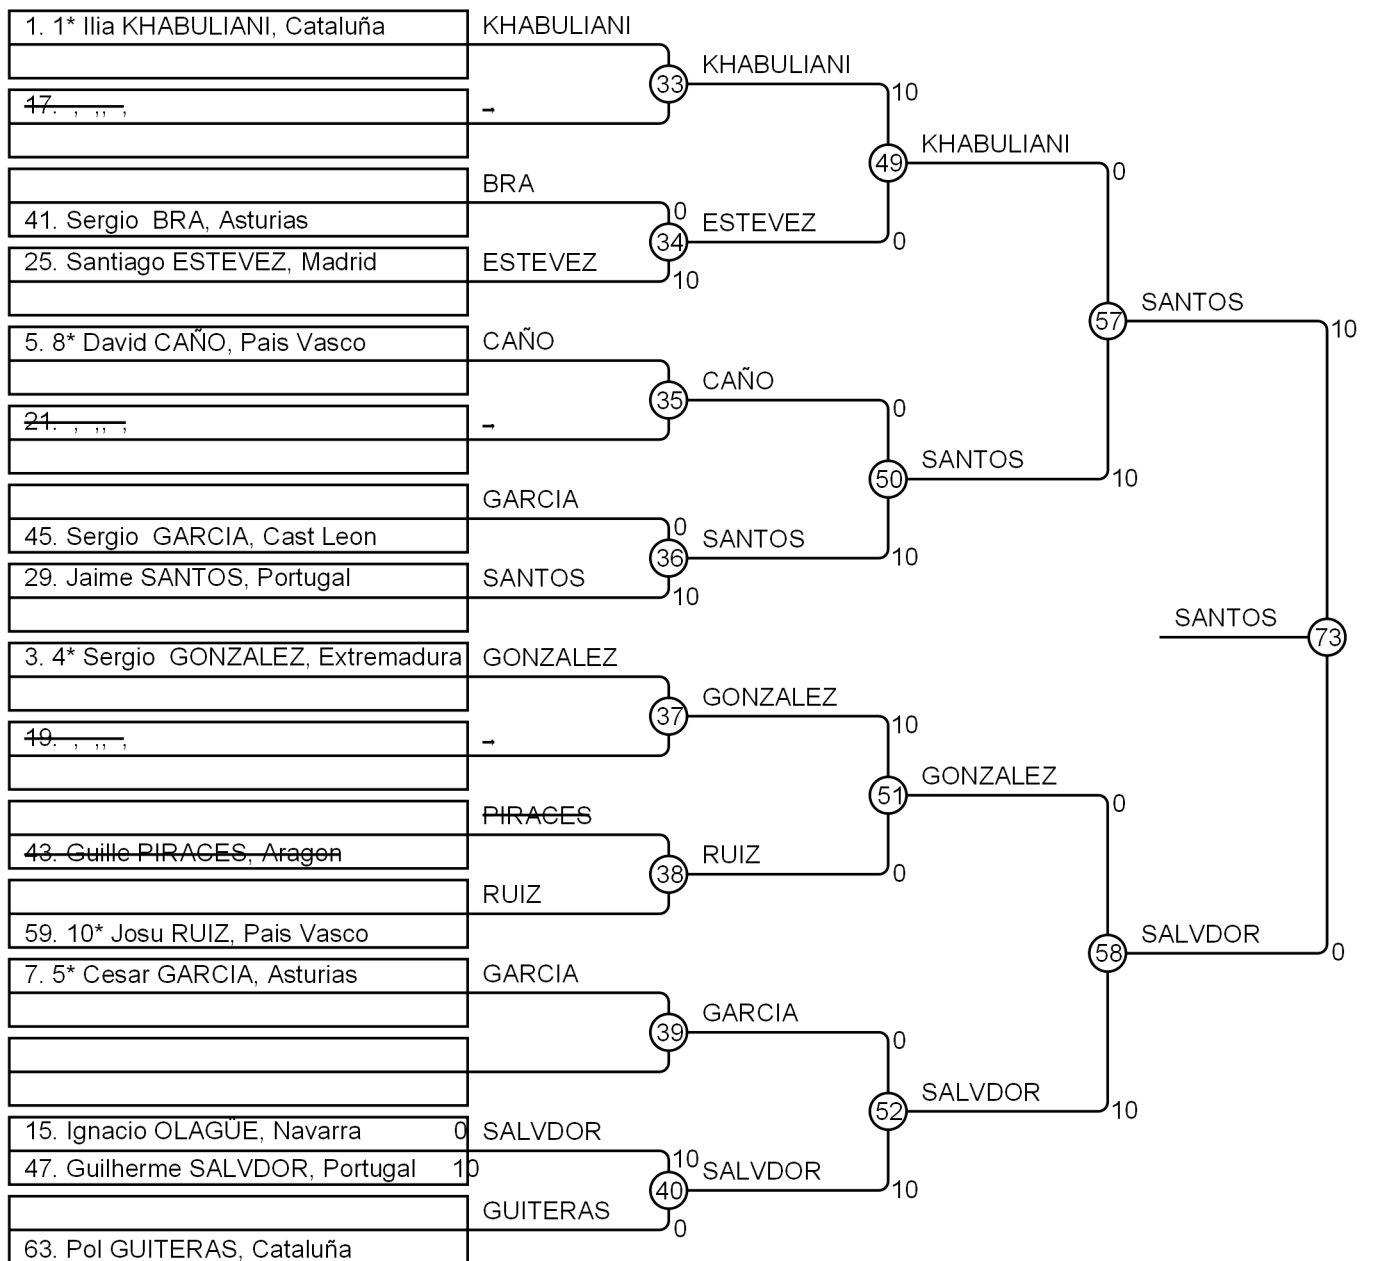 1. 1* Ilia KHABULIANI, Cataluña
KHABULIANI
33
KHABULIANI
10
17. , ,, ,
-
49
KHABULIANI
0
BRA
0
41. Sergio  BRA, Asturias
34
ESTEVEZ
0
25. Santiago ESTEVEZ, Madrid
ESTEVEZ
10
57
SANTOS
10
5. 8* David CAÑO, Pais Vasco
CAÑO
35
CAÑO
0
21. , ,, ,
-
50
SANTOS
10
GARCIA
0
45. Sergio  GARCIA, Cast Leon
36
SANTOS
10
29. Jaime SANTOS, Portugal
SANTOS
10
SANTOS
73
3. 4* Sergio  GONZALEZ, Extremadura
GONZALEZ
37
GONZALEZ
10
19. , ,, ,
-
51
GONZALEZ
0
PIRACES
43. Guille PIRACES, Aragon
38
RUIZ
0
RUIZ
59. 10* Josu RUIZ, Pais Vasco
58
SALVDOR
0
7. 5* Cesar GARCIA, Asturias
GARCIA
39
GARCIA
0
52
SALVDOR
10
15. Ignacio OLAGÜE, Navarra 0
SALVDOR
10
47. Guilherme SALVDOR, Portugal 10
40
SALVDOR
10
GUITERAS
0
63. Pol GUITERAS, Cataluña